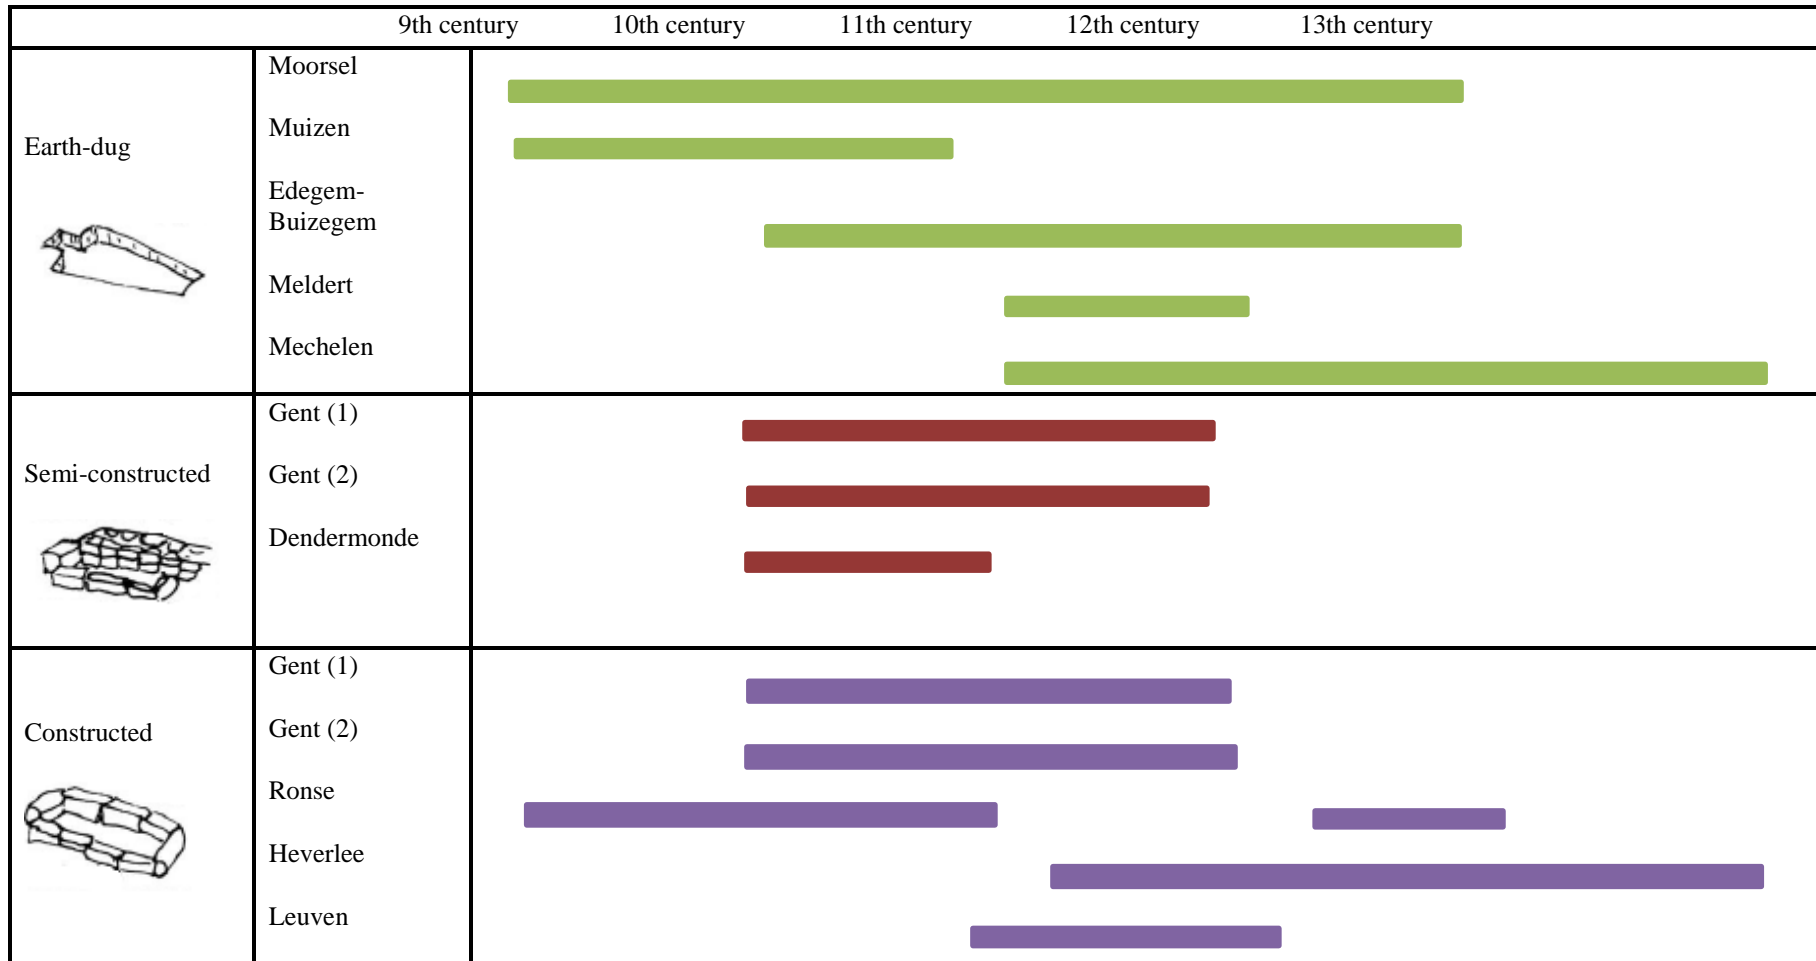 9th century 10th century 11th century 12th century 13th century
Earth-dug
Moorsel
Muizen
Edegem-
Buizegem
Meldert
Mechelen
Semi-constructed
Gent (1)
Gent (2)
Dendermonde
Constructed
Gent (1)
Gent (2)
Ronse
Heverlee
Leuven